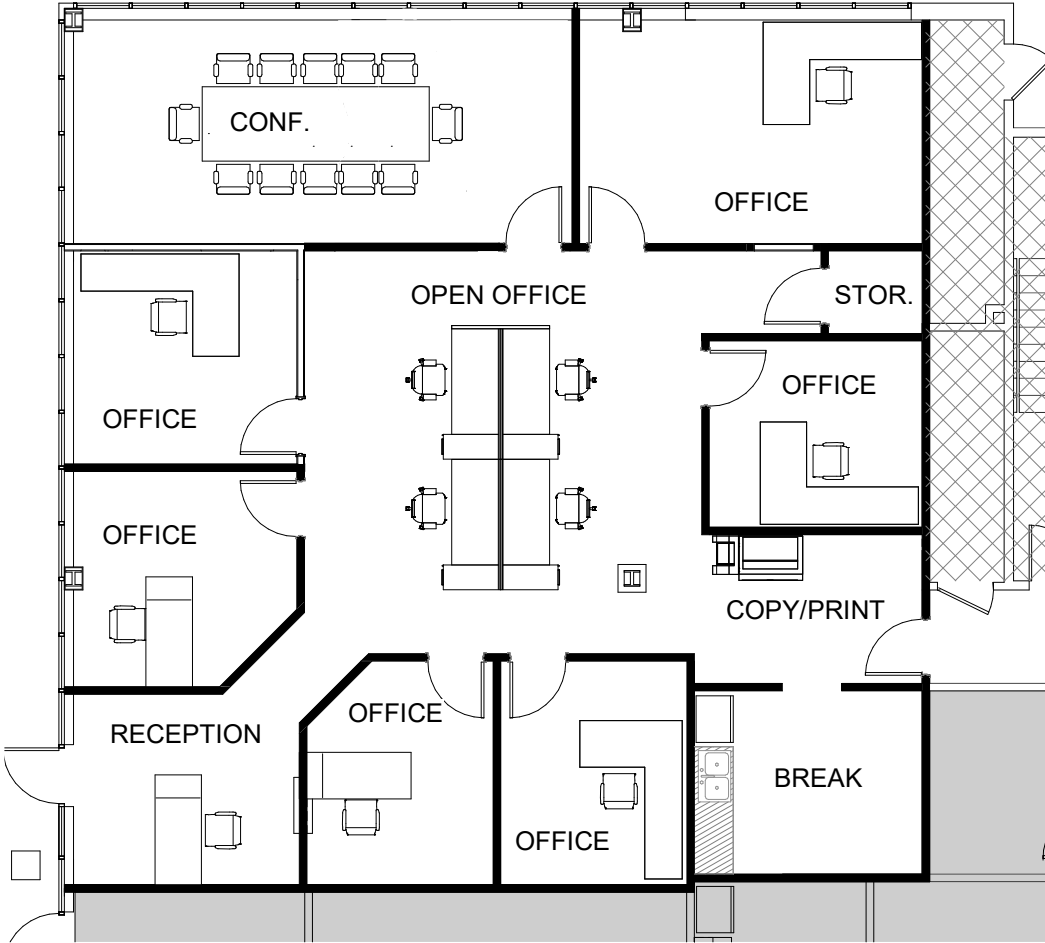 CONF.
OFFICE
OPEN OFFICE
STOR.
OFFICE
OFFICE
OFFICE
COPY/PRINT
OFFICE
RECEPTION
BREAK
OFFICE